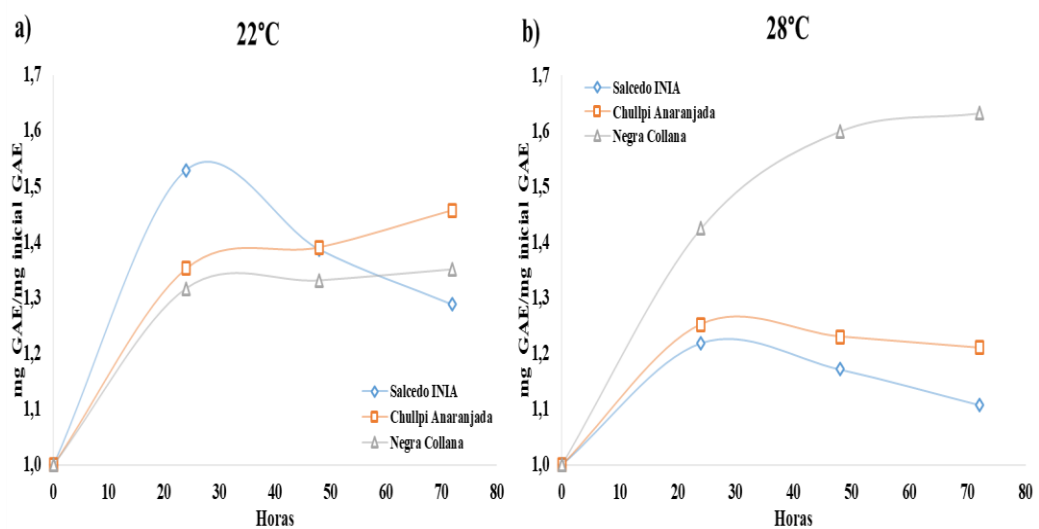 a)
22°C
1,7
1,6
1,5
1,4
1,3
1,2
1,1
1,0
mg GAE/mg inicial GAE
0 10 20 30 40 50 60 70 80
Horas
Salcedo INIA
Chullpi Anaranjada
Negra Collana
b)
28°C
1,7
1,6
1,5
1,4
1,3
1,2
1,1
1,0
mg GAE/mg inicial GAE
Salcedo INIA
Chullpi Anaranjada
Negra Collana
0 10 20 30 40 50 60 70 80
Horas